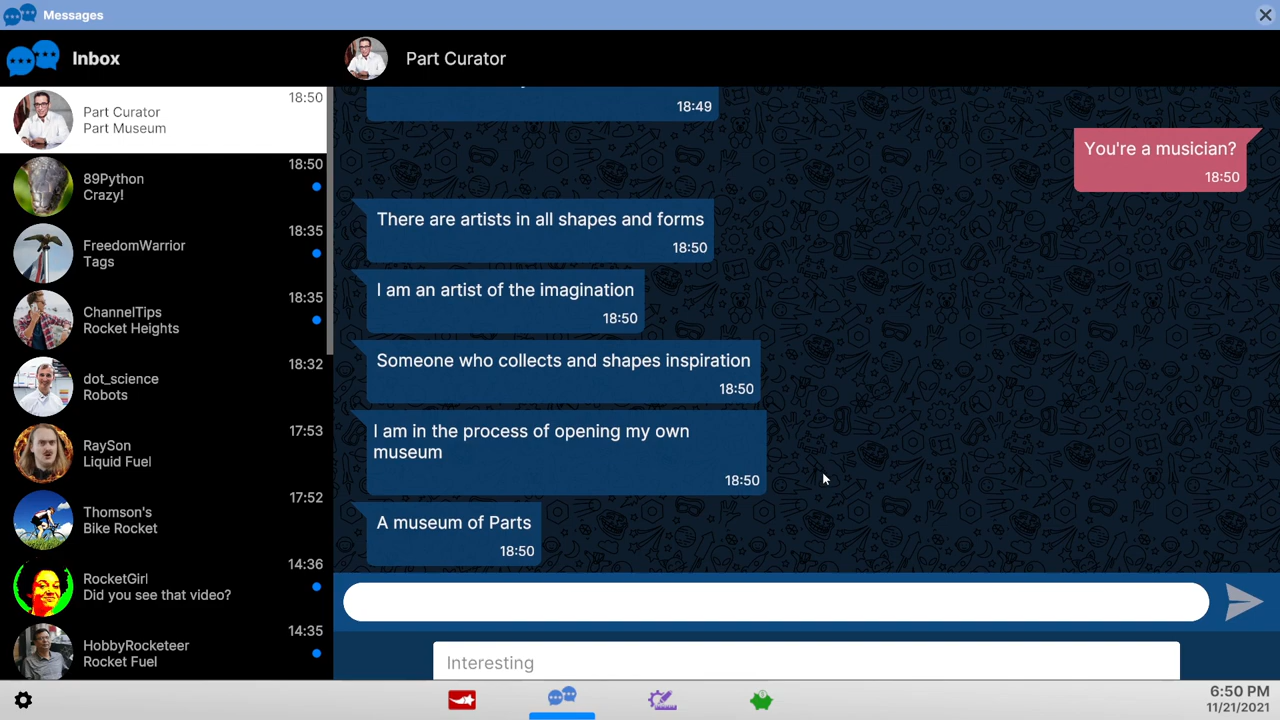 Messages
Inbox
Part Curator
18:50
Part Curator
Part Museum
18:50
89Python
Crazy!
18:35
FreedomWarrior
Tags
18:35
ChannelTips
Rocket Heights
18:32
dot_science
Robots
17:53
RaySon
Liquid Fuel
17:52
Thomson's
Bike Rocket
14:36
RocketGirl
Did you see that video?
14:35
HobbyRocketeer
Rocket Fuel
18:49
You're a musician?
18:50
There are artists in all shapes and forms
18:50
I am an artist of the imagination
18:50
Someone who collects and shapes inspiration
18:50
I am in the process of opening my own
museum
18:50
A museum of Parts
18:50
Interesting
6:50 PM
11/21/2021